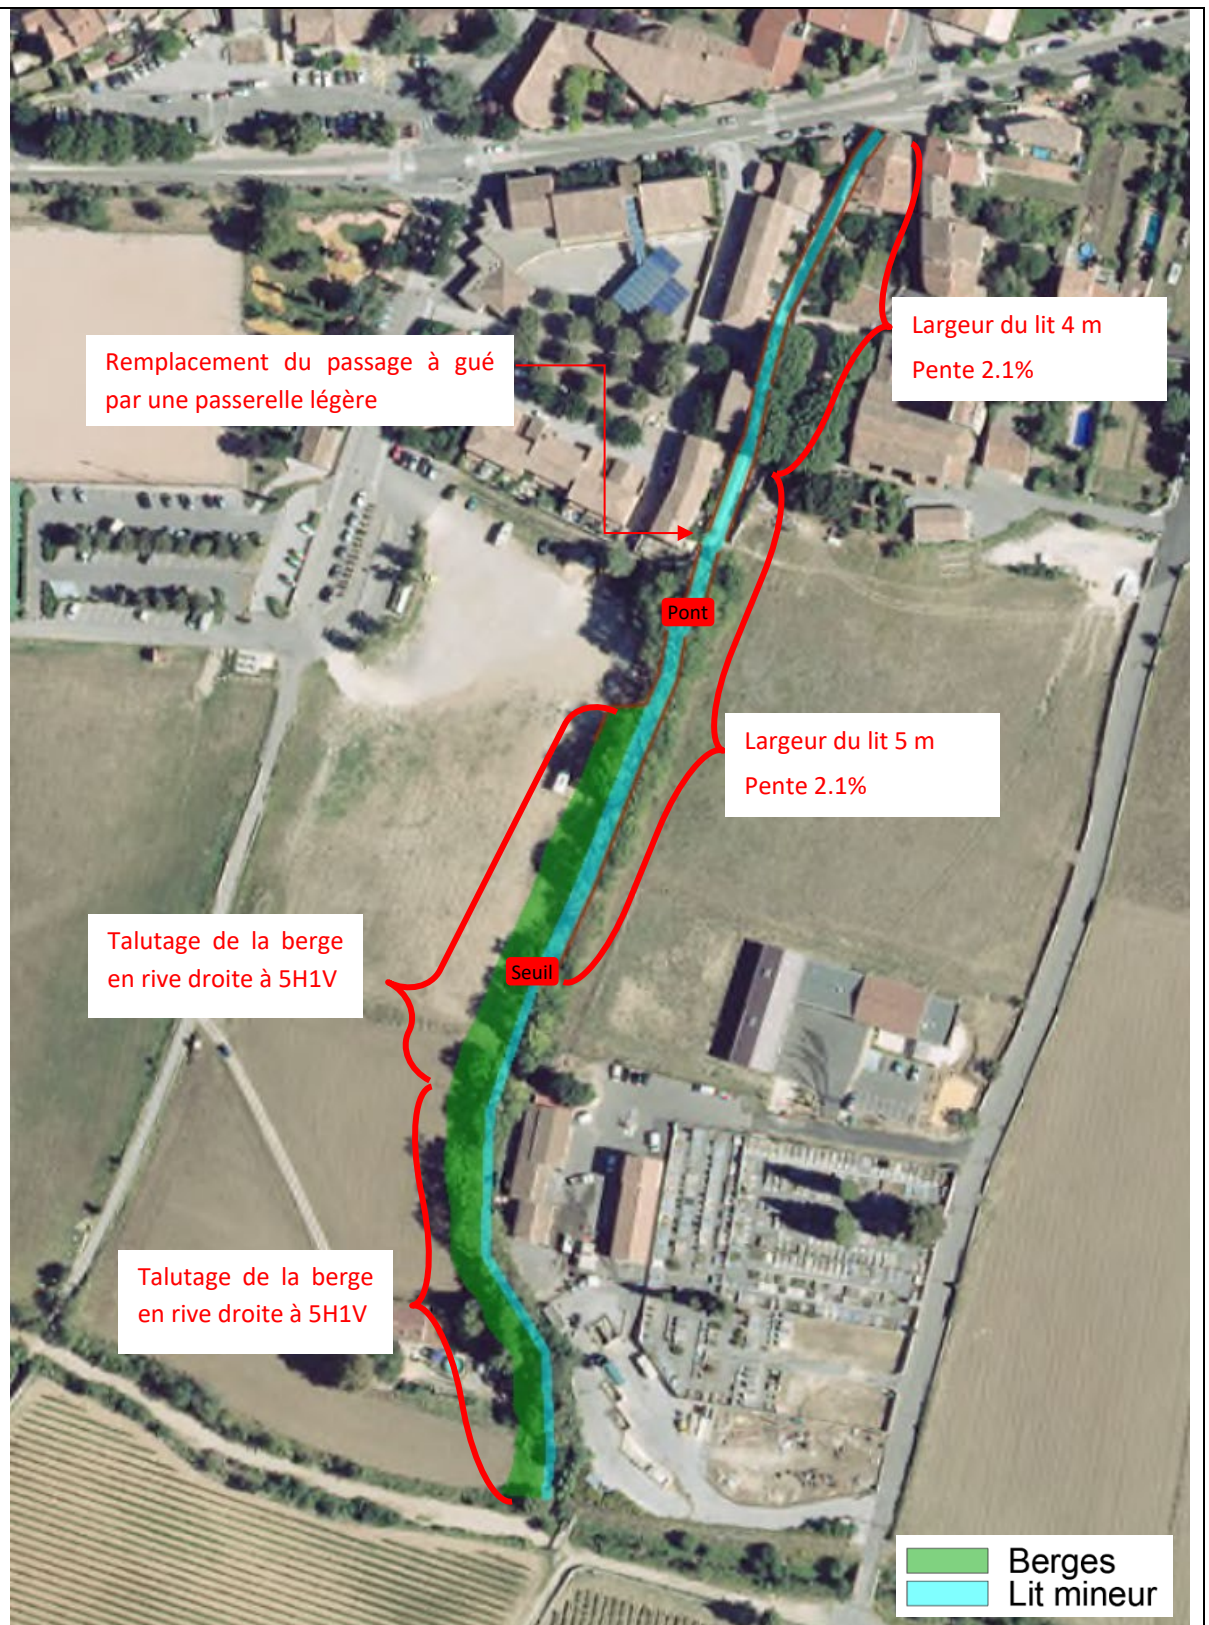 Largeur du lit 4 m
Pente 2.1%
Remplacement du passage à gué
par une passerelle légère
Pont
Largeur du lit 5 m
Pente 2.1%
Talutage de la berge
en rive droite à 5H1V
Seuil
Talutage de la berge
en rive droite à 5H1V
Berges
Lit mineur